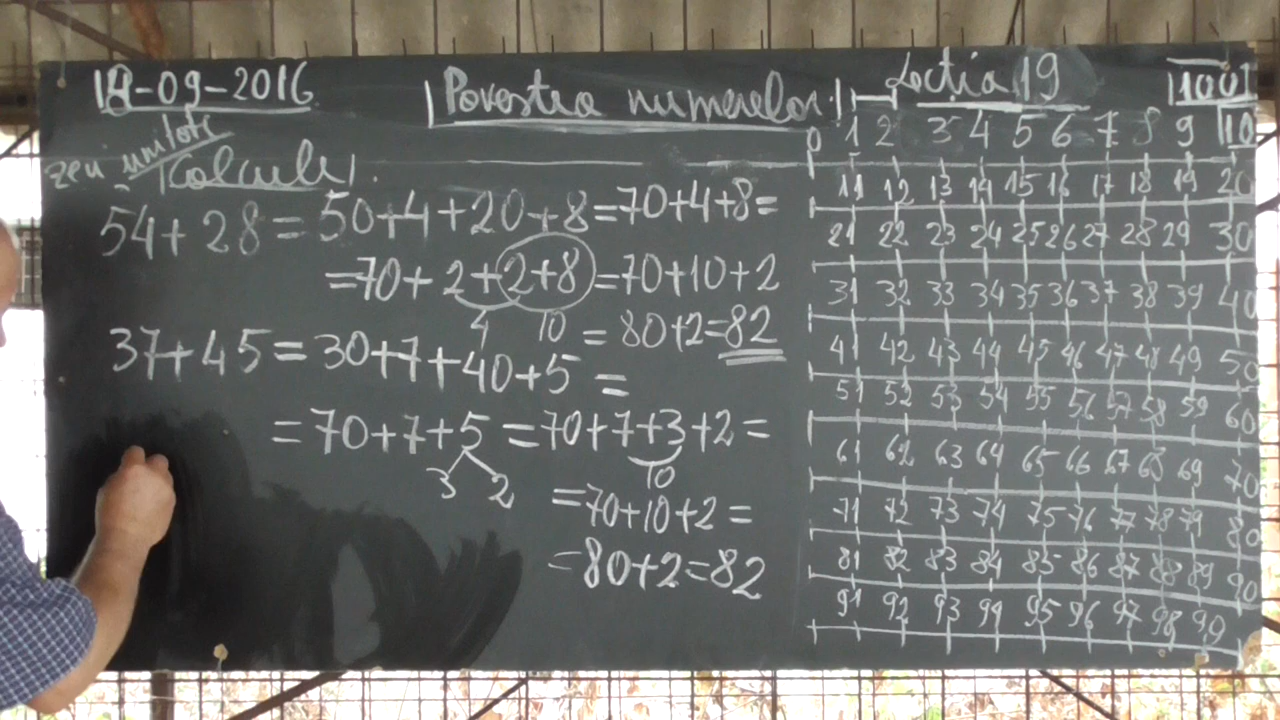 18-09-2016
Povestea numerelor
Lecția 19
100
zeci unități
Calcule
54+28=50+4+20+8=70+4+8=
=70+2+2+8=70+10+2
4 10 =80+2=82
37+45=30+7+40+5=
=70+7+5=70+7+3+2=
3 2 10
=70+10+2=
=80+2=82
0 1 2 3 4 5 6 7 8 9 10
11 12 13 14 15 16 17 18 19 20
21 22 23 24 25 26 27 28 29 30
31 32 33 34 35 36 37 38 39 40
41 42 43 44 45 46 47 48 49 50
51 52 53 54 55 56 57 58 59 60
61 62 63 64 65 66 67 68 69 70
71 72 73 74 75 76 77 78 79 80
81 82 83 84 85 86 87 88 89 90
91 92 93 94 95 96 97 98 99